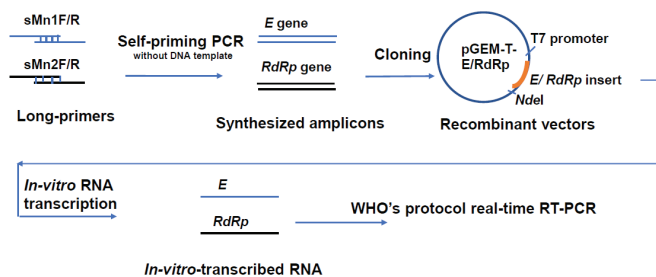 sMn1F/R
sMn2F/R
Long-primers
Self-priming PCR
without DNA template
E gene
RdRp gene
Synthesized amplicons
Cloning
pGEM-T-
E/RdRp
T7 promoter
E/ RdRp insert
NdeI
Recombinant vectors
In-vitro RNA
transcription
E
RdRp
In-vitro-transcribed RNA
WHO's protocol real-time RT-PCR